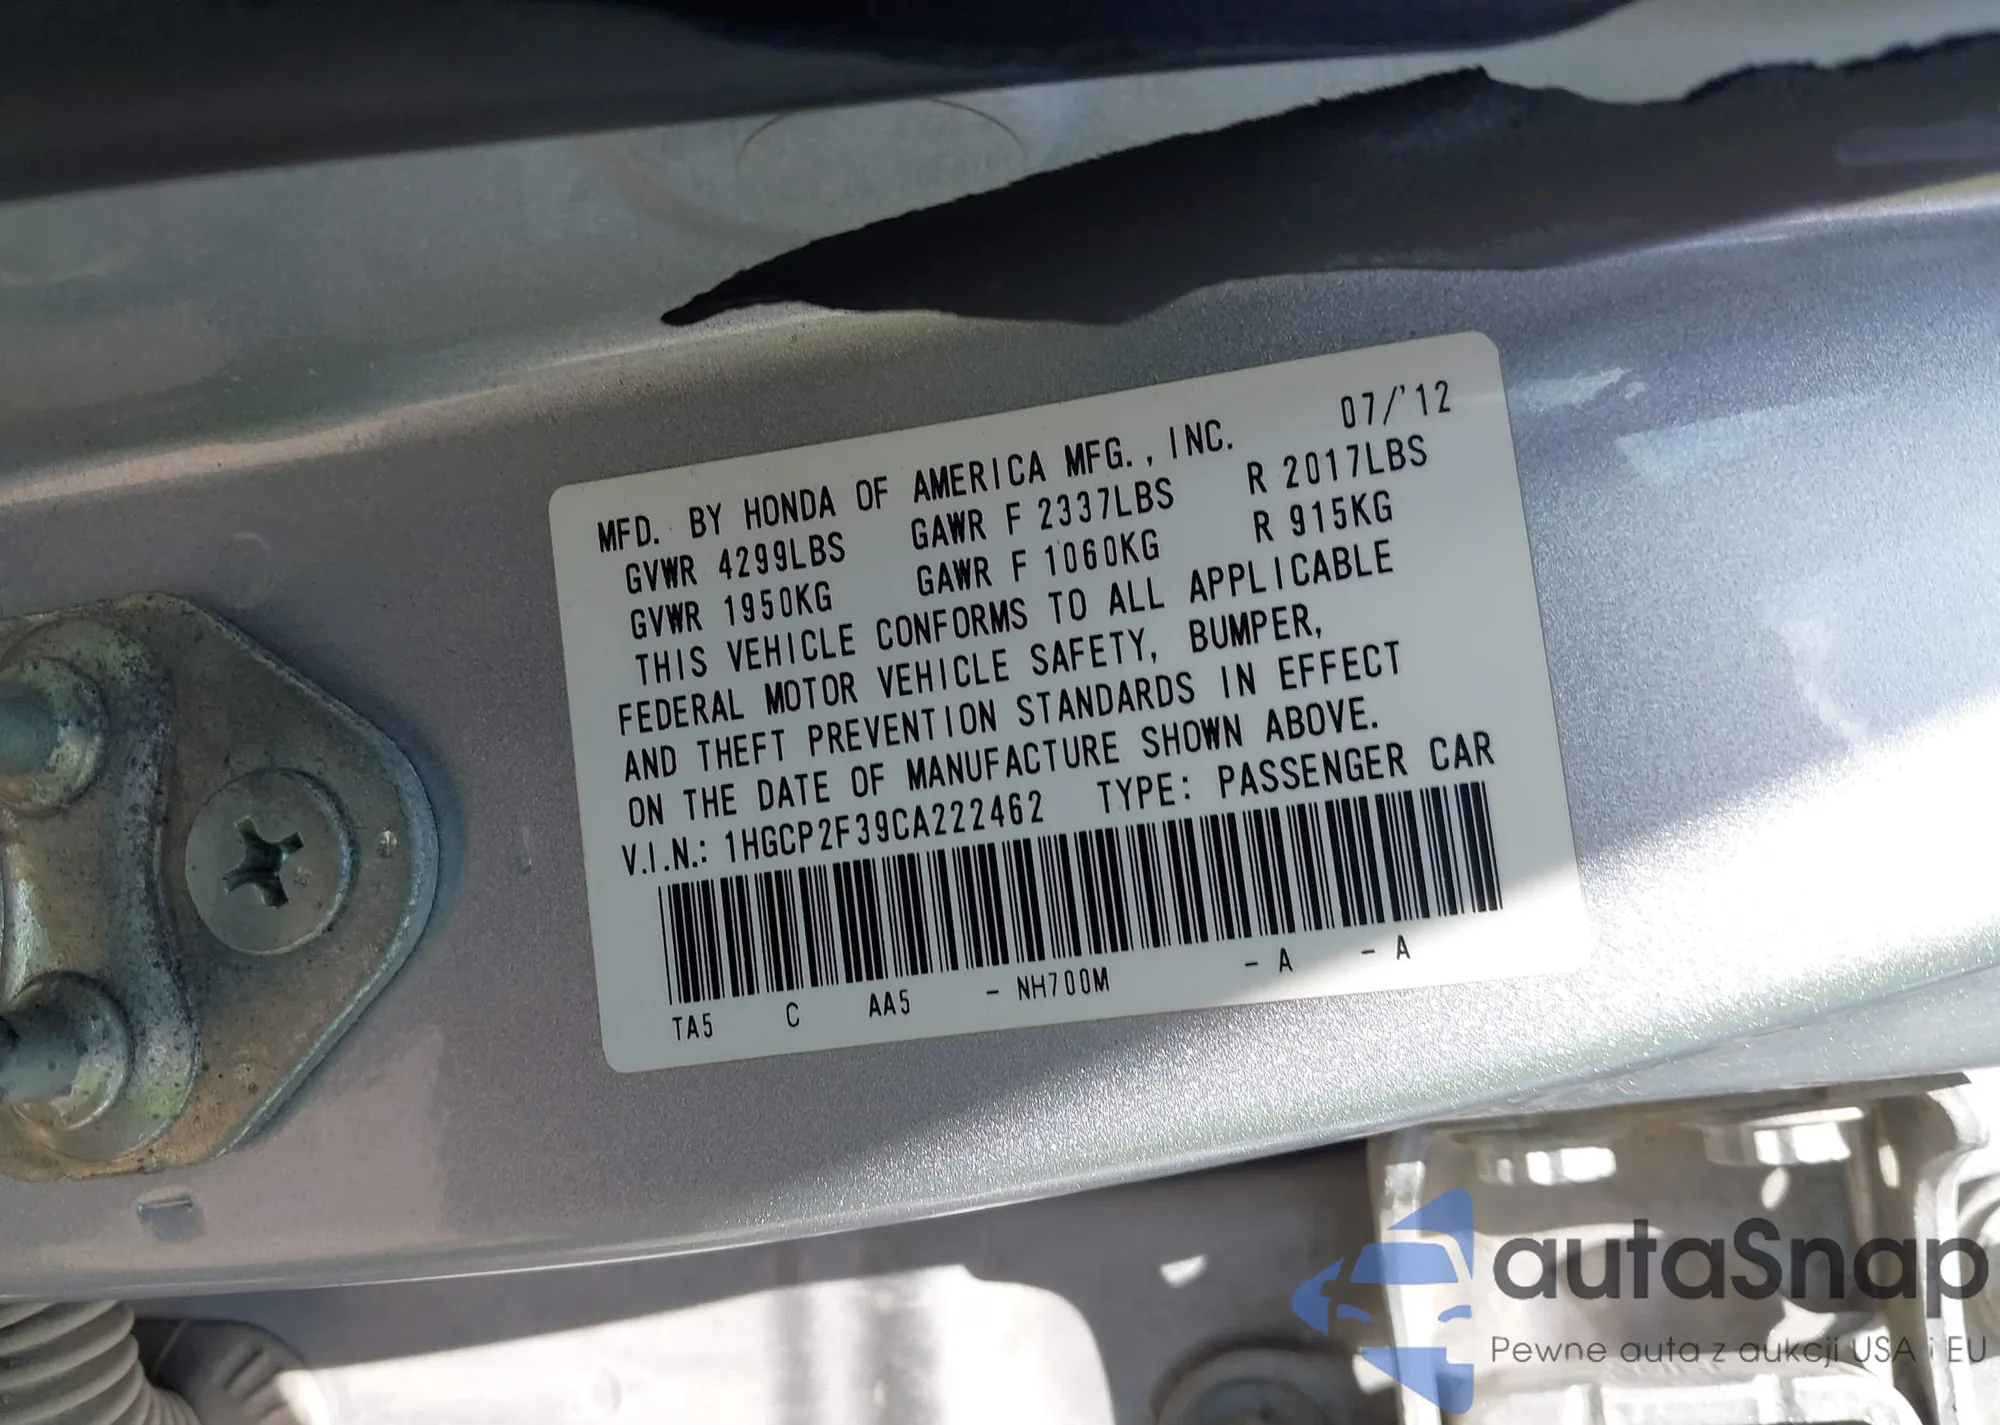 07/'12
MFD. BY HONDA OF AMERICA MFG., INC.
GVWR 4299LBS GAWR F 2337LBS R 2017LBS
GVWR 1950KG GAWR F 1060KG R 915KG
THIS VEHICLE CONFORMS TO ALL APPLICABLE
FEDERAL MOTOR VEHICLE SAFETY, BUMPER,
AND THEFT PREVENTION STANDARDS IN EFFECT
ON THE DATE OF MANUFACTURE SHOWN ABOVE.
V.I.N.: 1HGCP2F39CA222462 TYPE: PASSENGER CAR
TA5 C AA5 - NH700M - A - A
autaSnap
Pewne auta z aukcji USA i EU